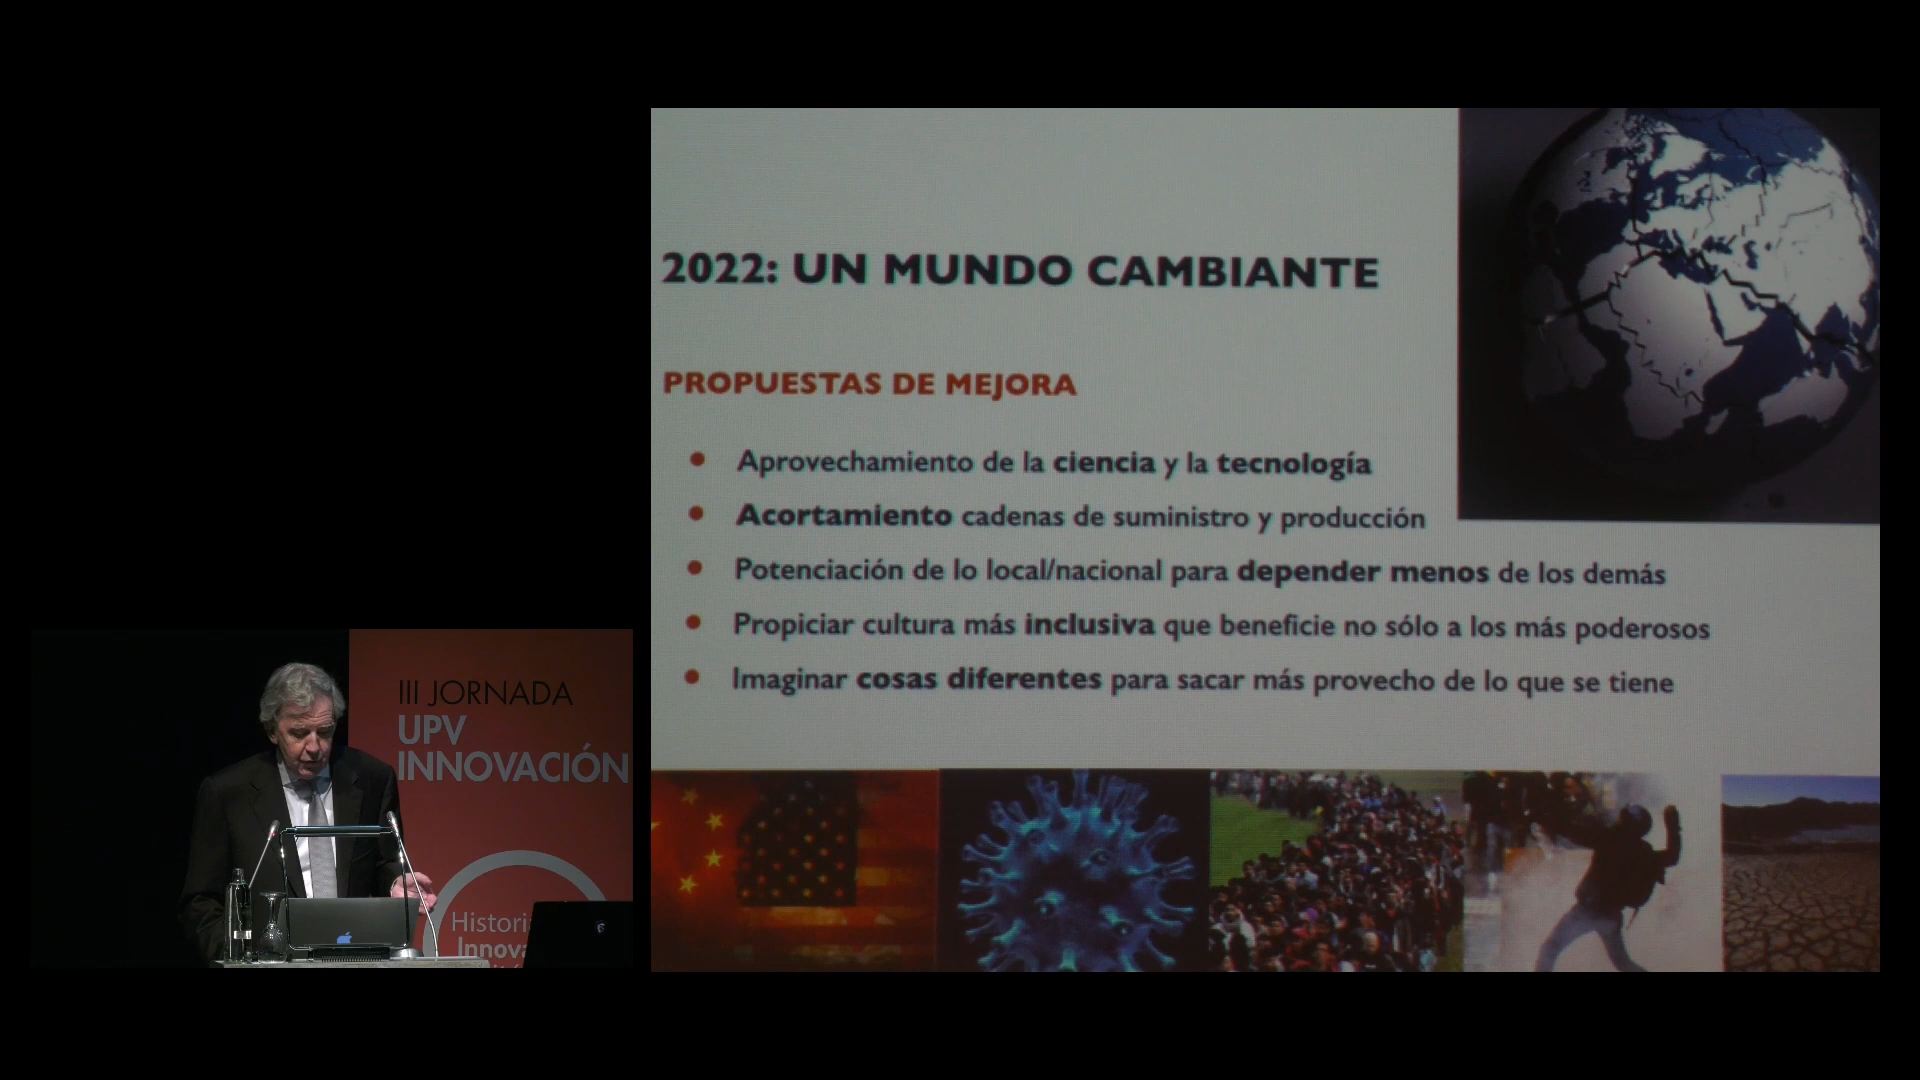 2022: UN MUNDO CAMBIANTE
PROPUESTAS DE MEJORA
Aprovechamiento de la ciencia y la tecnología
Acortamiento cadenas de suministro y producción
Potenciación de lo local/nacional para depender menos de los demás
Propiciar cultura más inclusiva que beneficie no sólo a los más poderosos
Imaginar cosas diferentes para sacar más provecho de lo que se tiene
III JORNADA
UPV
INNOVACIÓN